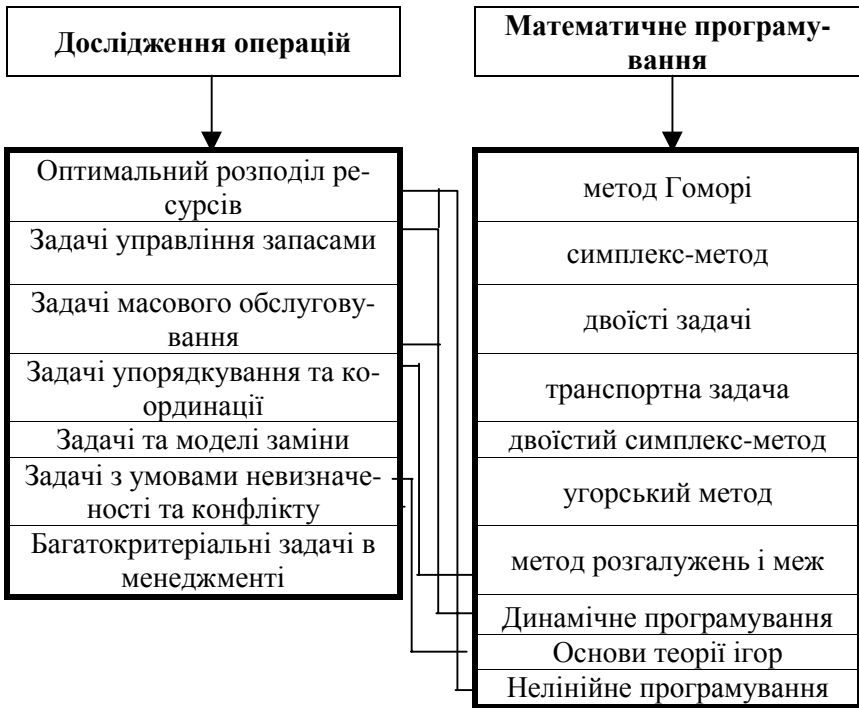 Дослідження операцій
Математичне програму-
вання
Оптимальний розподіл ре-
сурсів
Задачі управління запасами
Задачі масового обслугову-
вання
Задачі упорядкування та ко-
ординації
Задачі та моделі заміни
Задачі з умовами невизначе-
ності та конфлікту
Багатокритеріальні задачі в
менеджменті
метод Гоморі
симплекс-метод
двоїсті задачі
транспортна задача
двоїстий симплекс-метод
угорський метод
метод розгалужень і меж
Динамічне програмування
Основи теорії ігор
Нелінійне програмування